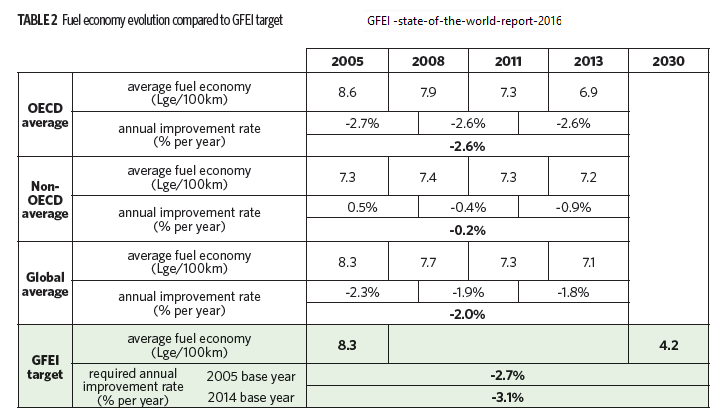 TABLE 2 Fuel economy evolution compared to GFEI target
GFEI -state-of-the-world-report-2016
2005 2008 2011 2013 2030
OECD average
average fuel economy
(Lge/100km)
8.6 7.9 7.3 6.9
annual improvement rate
(% per year)
-2.7% -2.6% -2.6%
-2.6%
Non-
OECD
average
average fuel economy
(Lge/100km)
7.3 7.4 7.3 7.2
annual improvement rate
(% per year)
0.5% -0.4% -0.9%
-0.2%
Global
average
average fuel economy
(Lge/100km)
8.3 7.7 7.3 7.1
annual improvement rate
(% per year)
-2.3% -1.9% -1.8%
-2.0%
GFEI
target
average fuel economy
(Lge/100km)
8.3 4.2
required annual
improvement rate
(% per year)
2005 base year -2.7%
2014 base year -3.1%